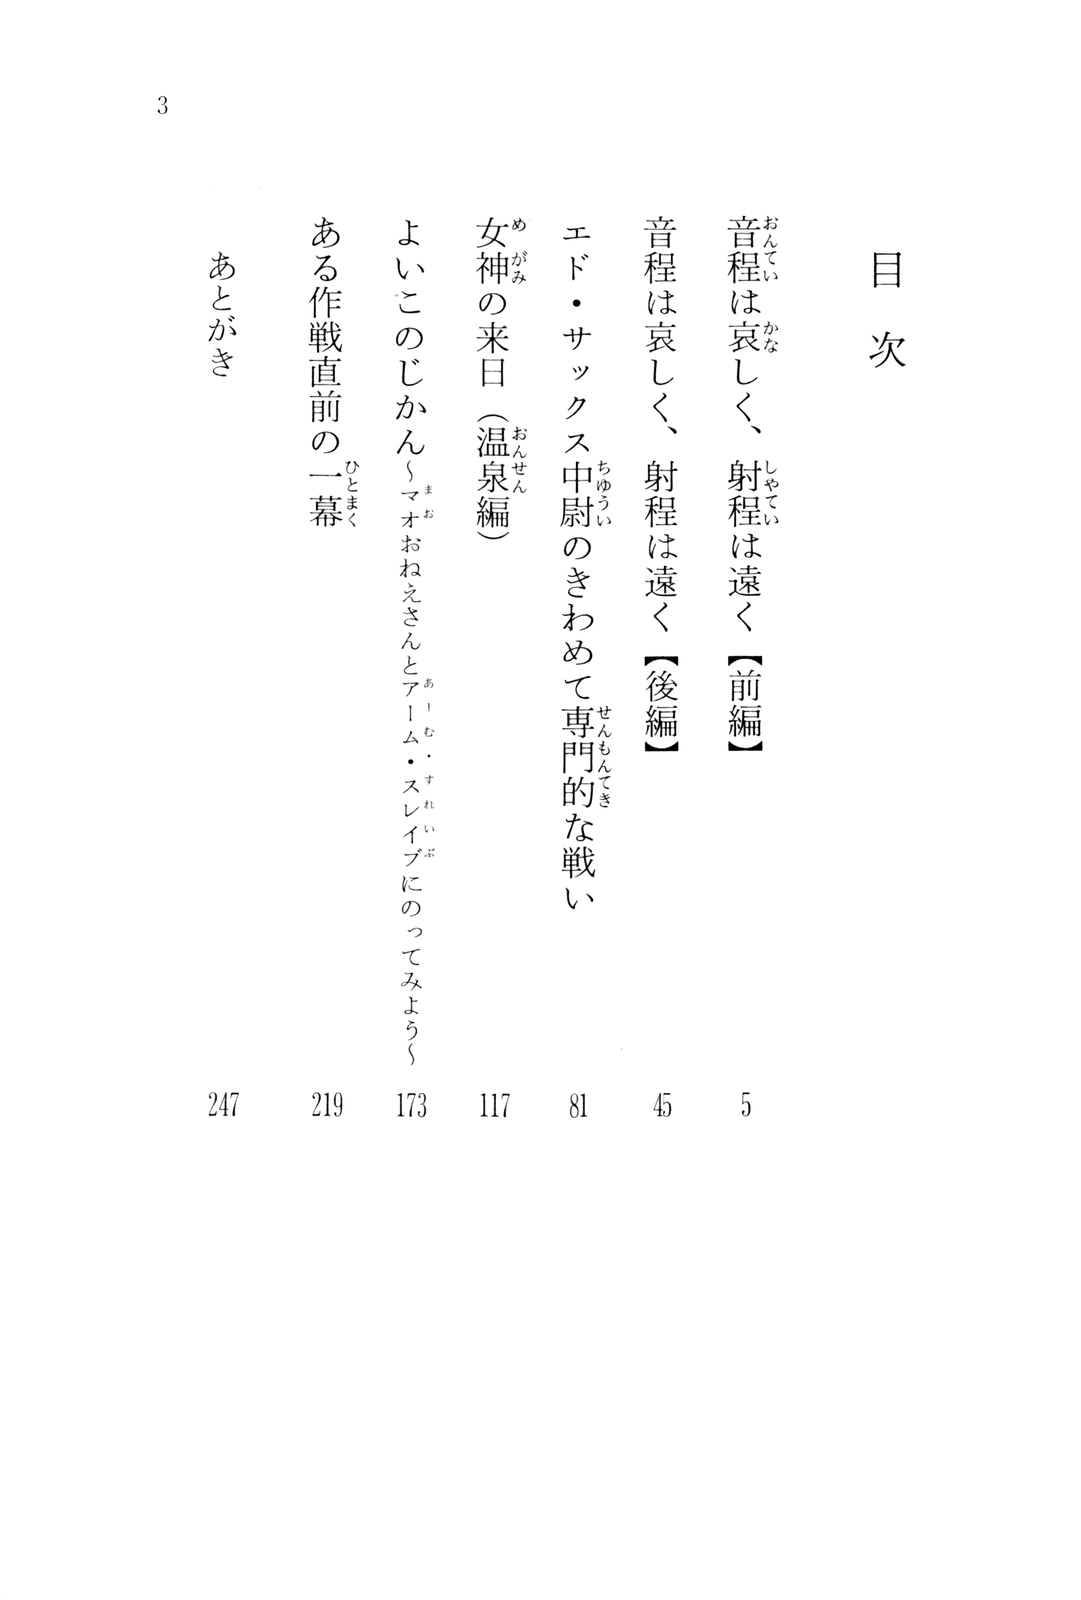 3
目次
音程は哀しく、射程は遠く【前編】 5
音程は哀しく、射程は遠く【後編】 45
エド・サックス中尉のきわめて専門的な戦い 81
女神の来日（温泉編） 117
よいこのじかん～マオおねえさんとアーム・スレイブにのってみよう～ 173
ある作戦直前の一幕 219
あとがき 247